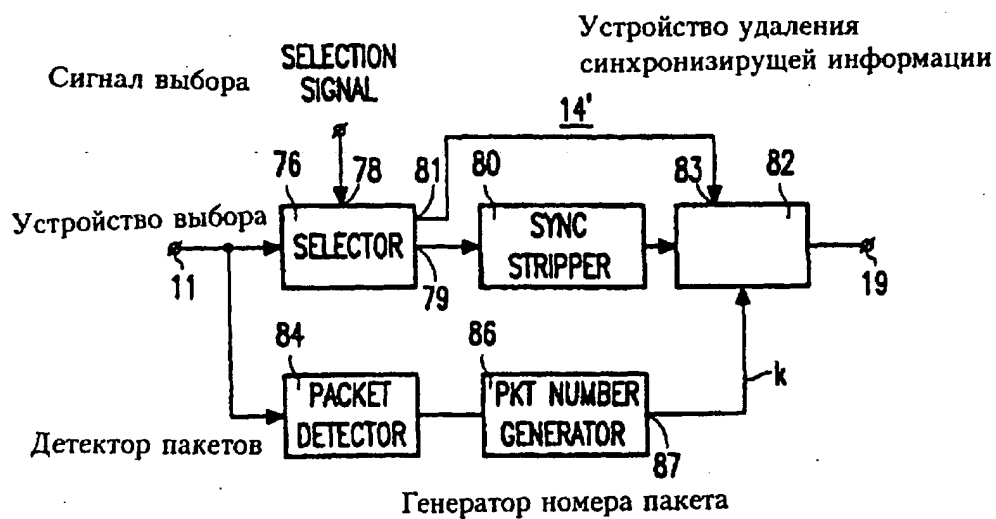 Устройство удаления
синхронизирущей информации
Сигнал выбора
SELECTION
SIGNAL
14'
76
78
81
80
83
82
Устройство выбора
SELECTOR
SYNC
STRIPPER
11
79
19
84
86
k
PACKET
DETECTOR
PKT NUMBER
GENERATOR
87
Детектор пакетов
Генератор номера пакета